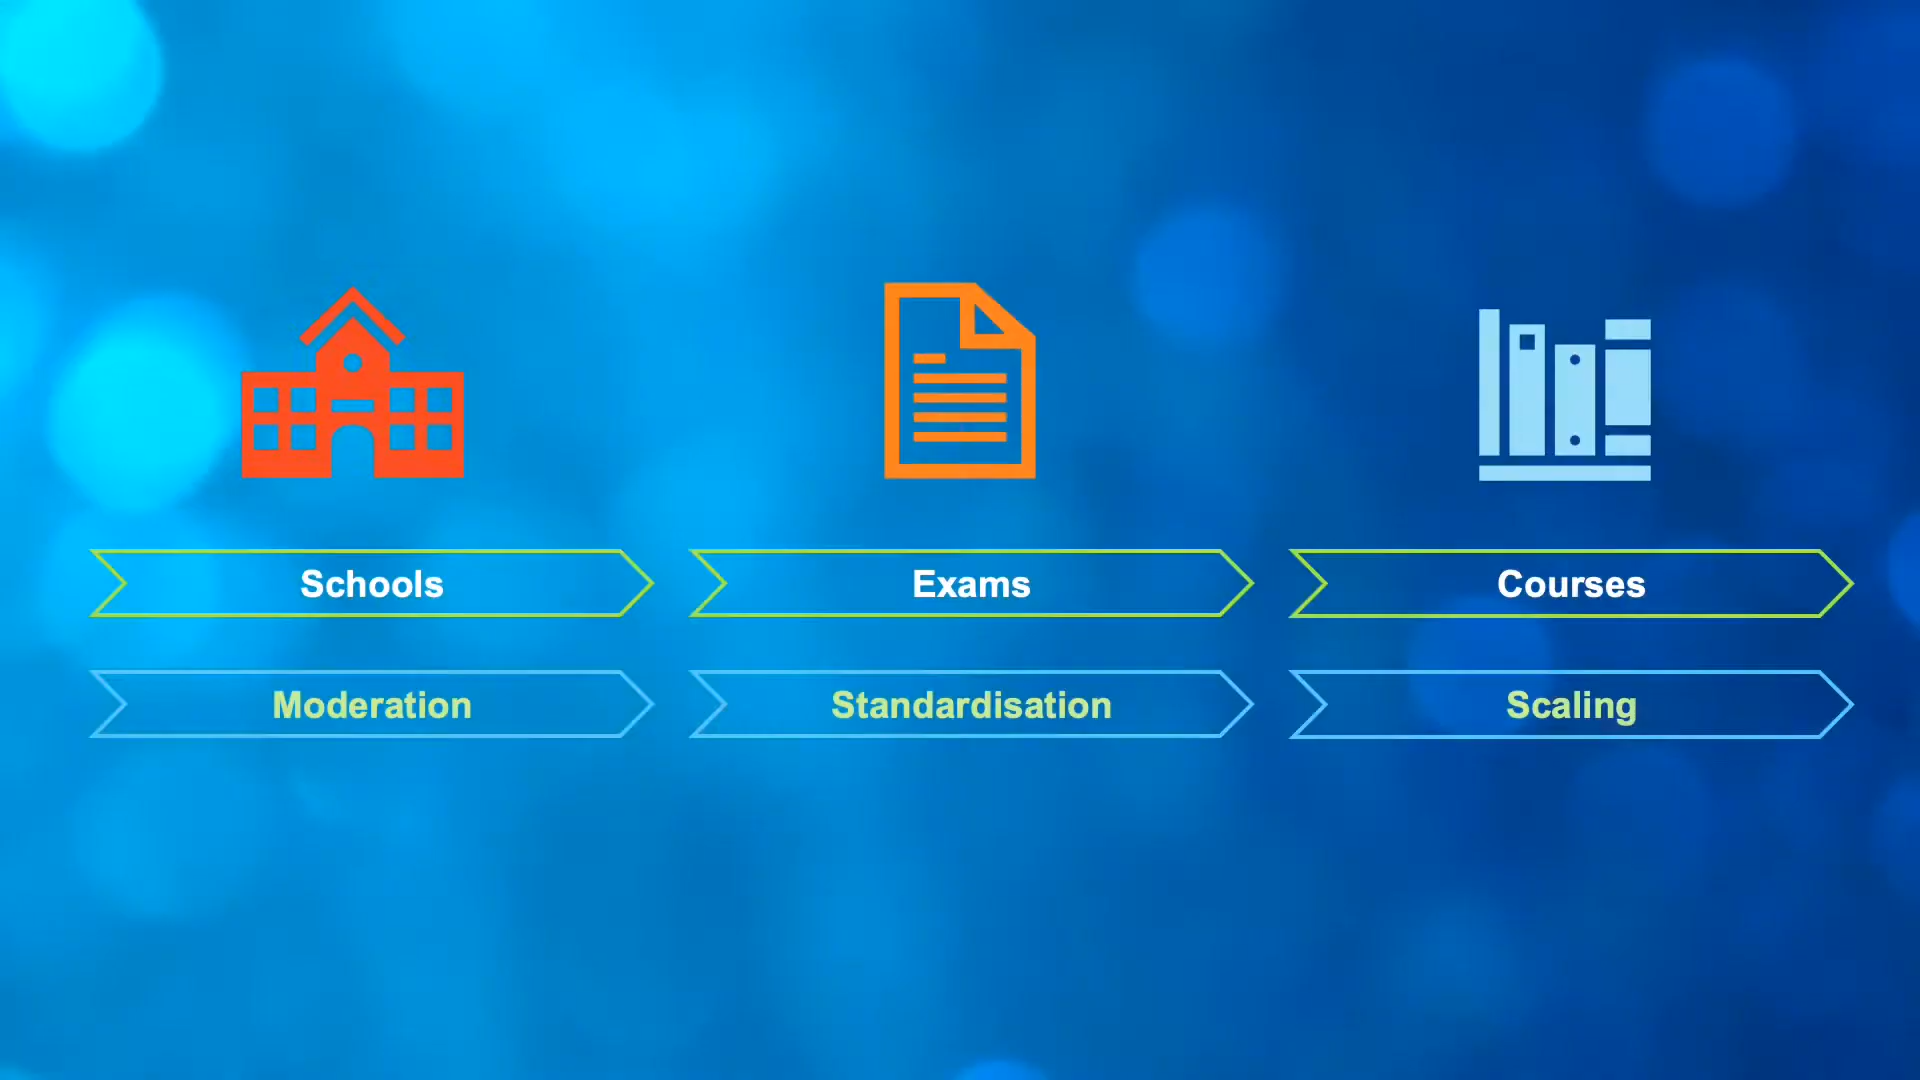 Schools
Exams
Courses
Moderation
Standardisation
Scaling